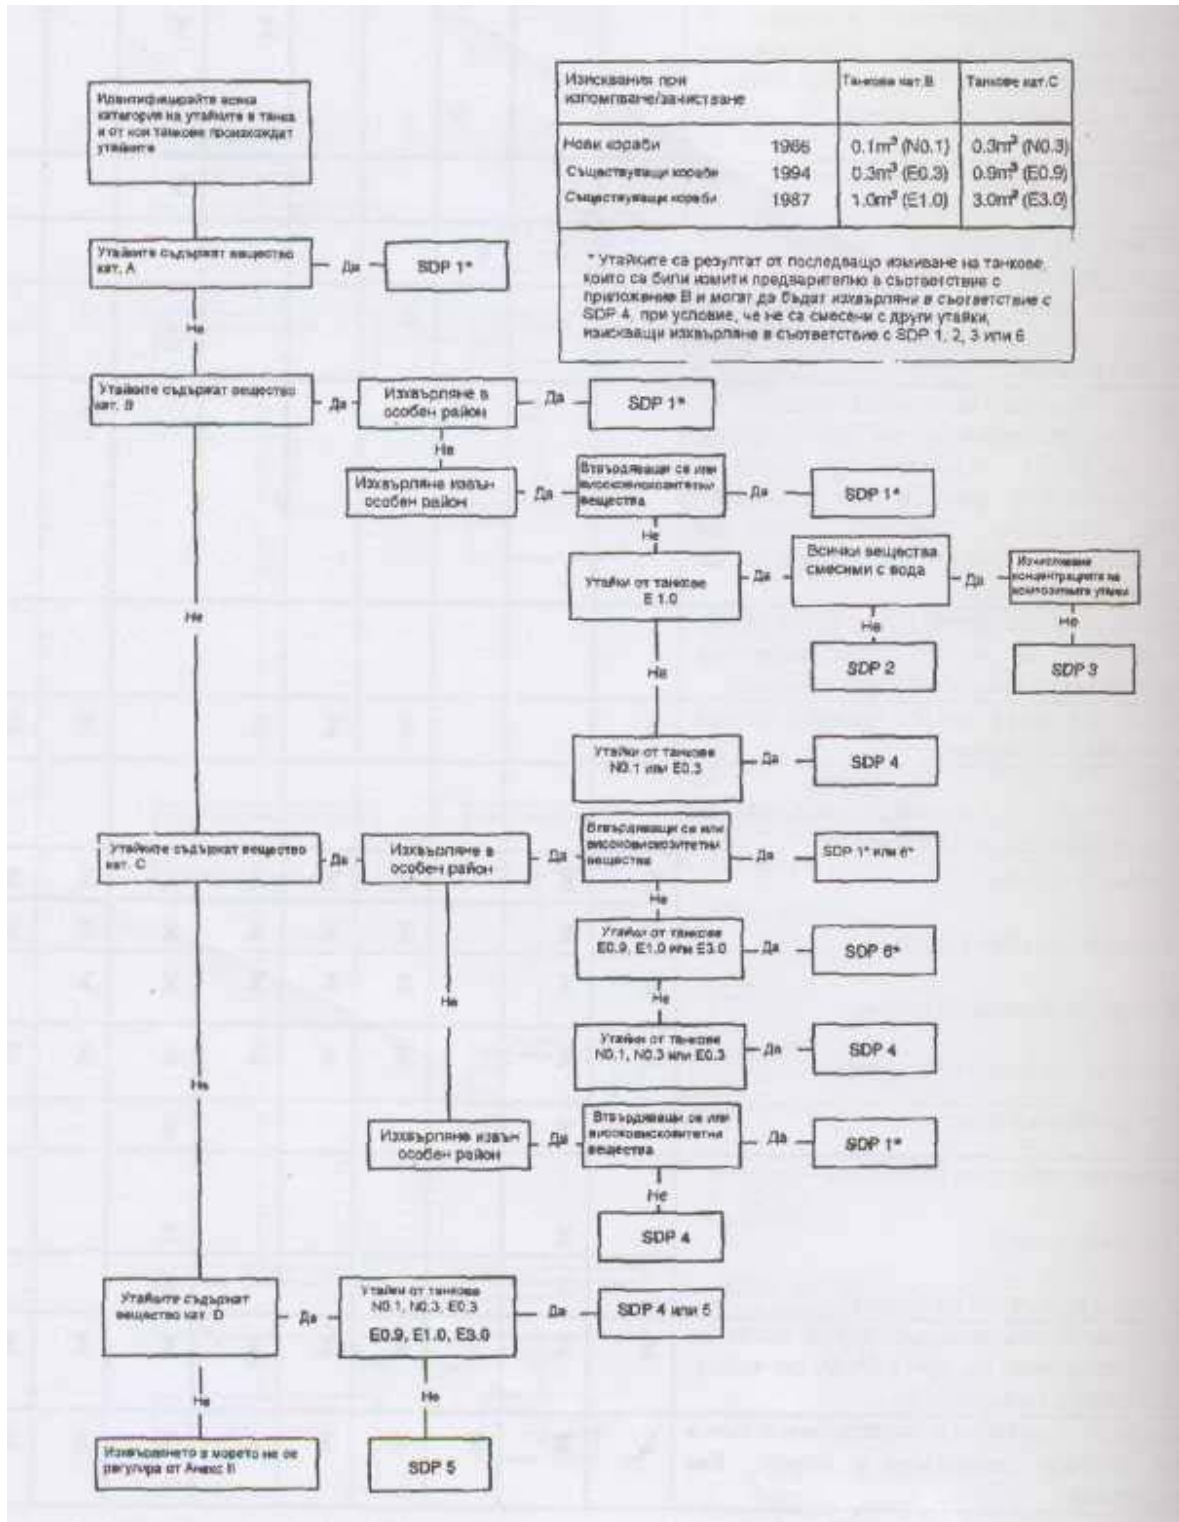 Идентифицирайте всяка
категория на утайките в танка
и от кои танкове произхождат
утайките
Изисквания при
изпомпване/зачистване
Танкове кат.В
Танкове кат.С
Нови кораби 1986 0.1m³ (N0.1) 0.3m³ (N0.3)
Съществуващи кораби 1994 0.3m³ (E0.3) 0.9m³ (E0.9)
Съществуващи кораби 1987 1.0m³ (E1.0) 3.0m³ (E3.0)
* Утайките са резултат от последващо измиване на танкове,
които са били измити предварително в съответствие с
приложение В и могат да бъдат изхвърляни в съответствие с
SDP 4, при условие, че не са смесени с други утайки,
изискващи изхвърляне в съответствие с SDP 1, 2, 3 или 6
Утайките съдържат вещество
кат. А
Да
SDP 1*
Не
Утайките съдържат вещество
кат. В
Да
Изхвърляне в
особен район
Да
SDP 1*
Не
Изхвърляне извън
особен район
Да
Втвърдяващи се или
високовискозитетни
вещества
Да
SDP 1*
Не
Утайки от танкове
E 1.0
Да
Всички вещества
смесими с вода
Да
Изчисляване
концентрацията на
композитните утайки
Не
Не
Не
SDP 2
SDP 3
Не
Утайки от танкове
N0.1 или E0.3
Да
SDP 4
Утайките съдържат вещество
кат. С
Да
Изхвърляне в
особен район
Да
Втвърдяващи се или
високовискозитетни
вещества
Да
SDP 1* или 6*
Не
Утайки от танкове
E0.9, E1.0 или E3.0
Да
SDP 6*
Не
Не
Утайки от танкове
N0.1, N0.3 или E0.3
Да
SDP 4
Не
Изхвърляне извън
особен район
Да
Втвърдяващи се или
високовискозитетни
вещества
Да
SDP 1*
Не
SDP 4
Утайките съдържат
вещество кат. D
Да
Утайки от танкове
N0.1, N0.3, E0.3
E0.9, E1.0, E3.0
Да
SDP 4 или 5
Не
Не
Изхвърлянето в морето не се
регулира от Анекс II
SDP 5